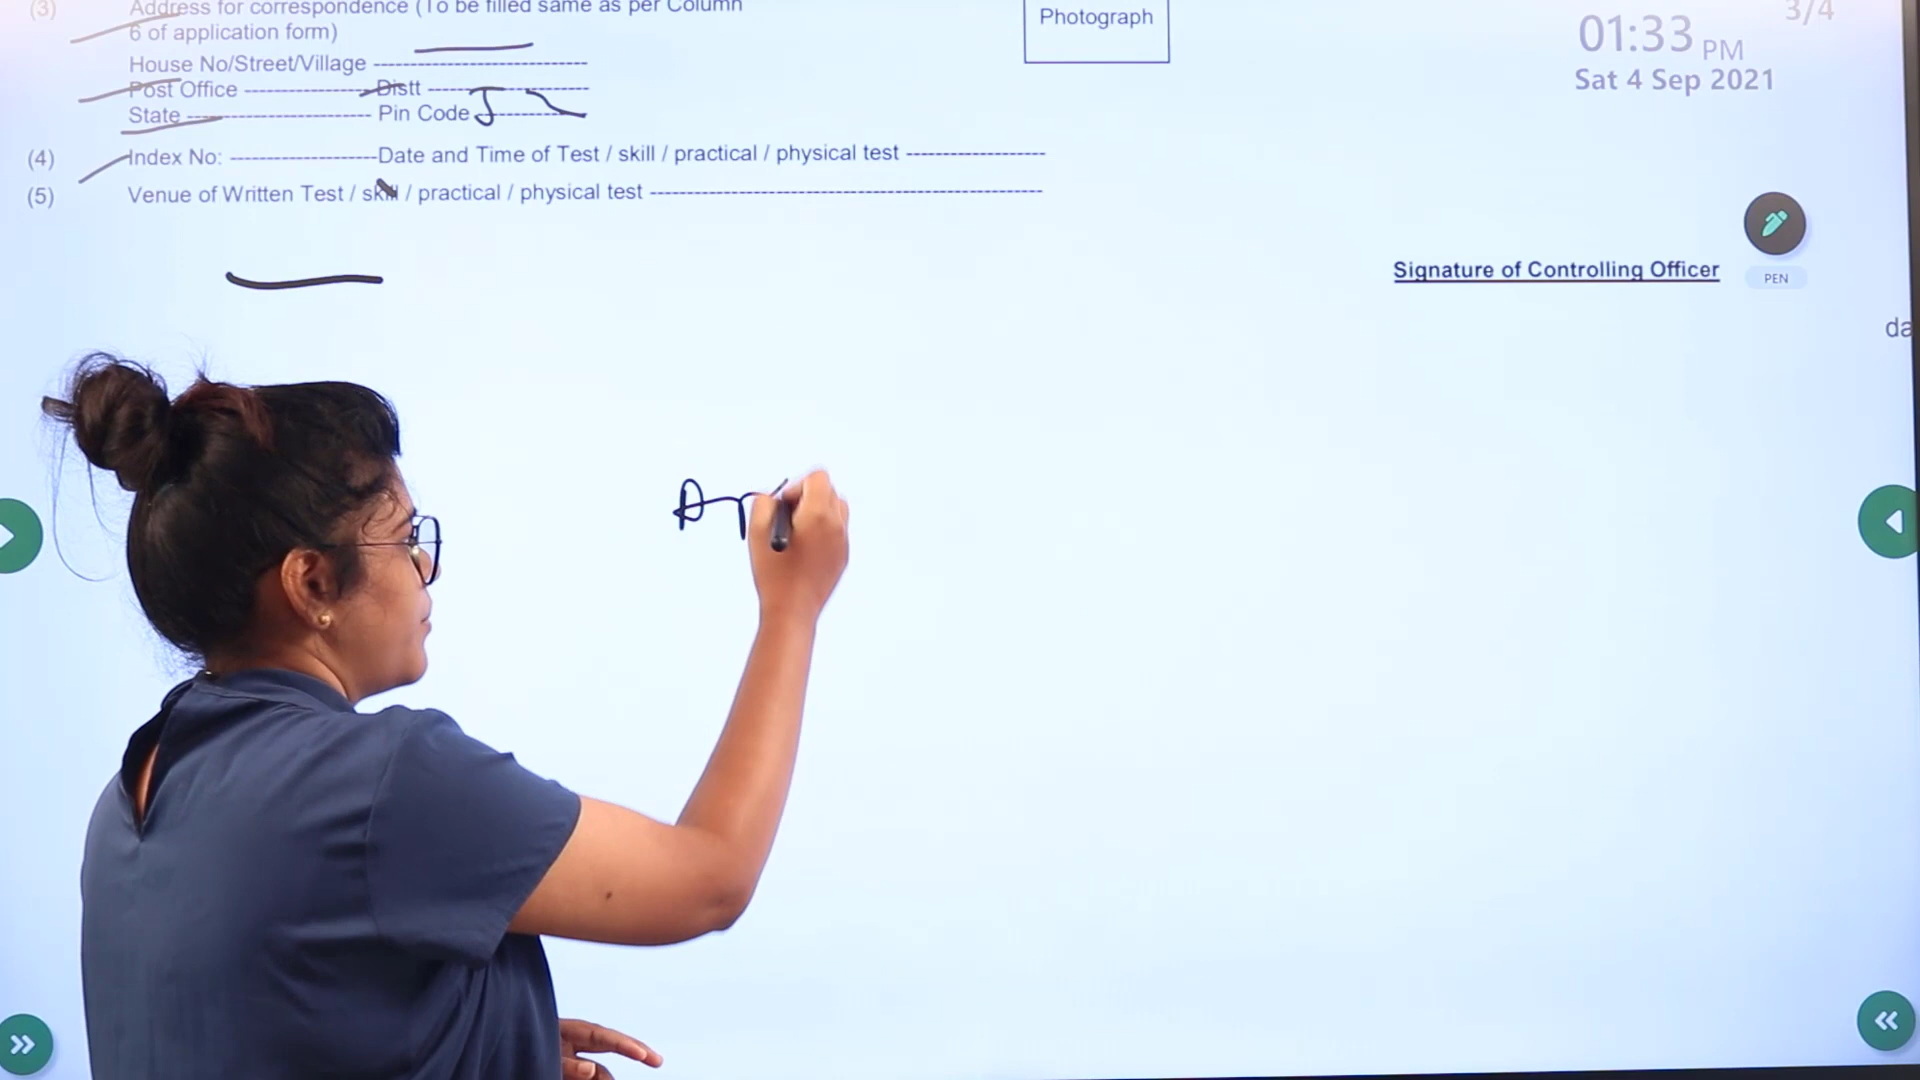 (3) Address for correspondence (To be filled same as per Column
6 of application form)
House No/Street/Village ------------------------------
Post Office ------------------Distt ----------------------
State -------------------------- Pin Code ----------------
(4) Index No: ---------------------Date and Time of Test / skill / practical / physical test --------------------
(5) Venue of Written Test / skill / practical / physical test ----------------------------------------------------------
Photograph
3/4
01:33 PM
Sat 4 Sep 2021
PEN
Signature of Controlling Officer
da